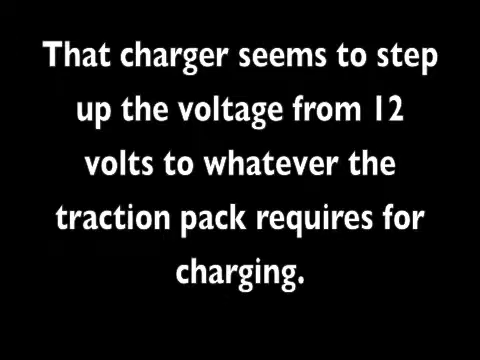 That charger seems to step
up the voltage from 12
volts to whatever the
traction pack requires for
charging.